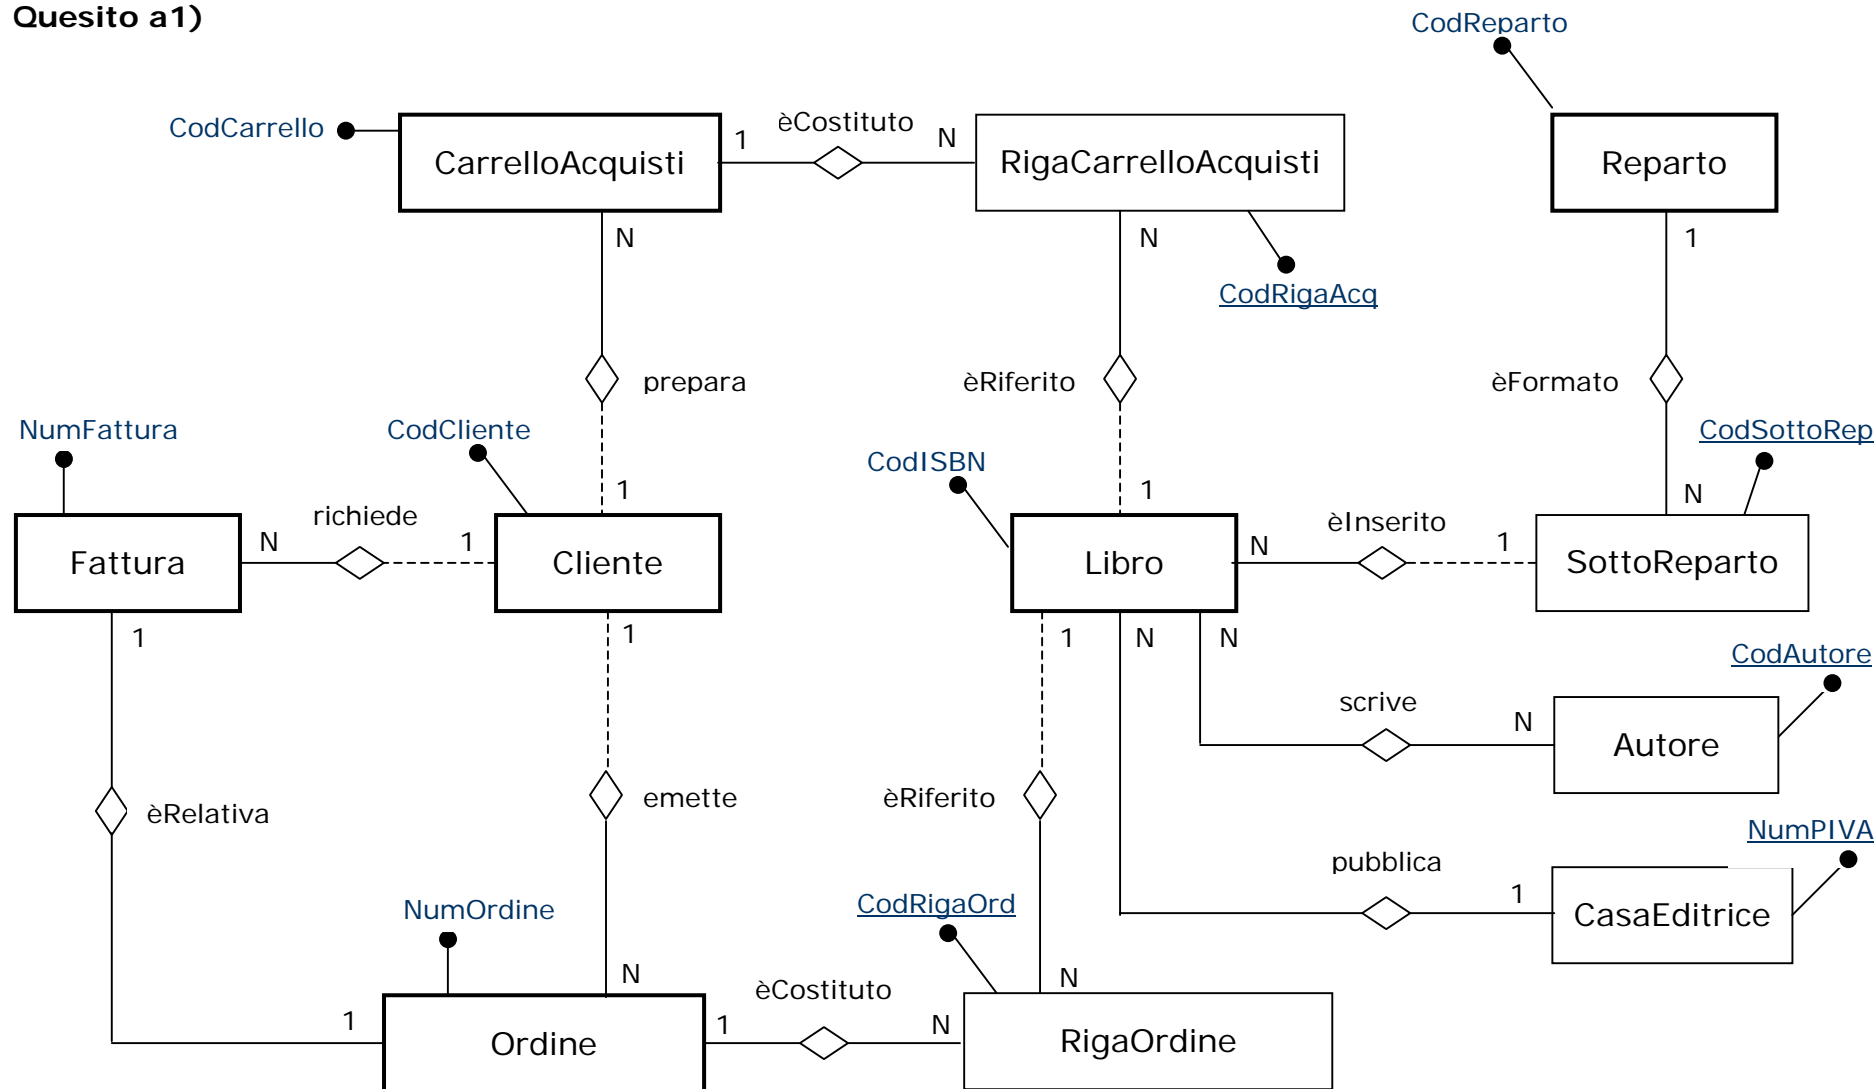 Quesito a1)
CodReparto
CodCarrello
CarrelloAcquisti
1
èCostituto
N
RigaCarrelloAcquisti
Reparto
N
N
1
CodRigaAcq
prepara
èRiferito
èFormato
NumFattura
CodCliente
CodISBN
CodSottoRep
1
1
N
Fattura
N
richiede
1
Cliente
Libro
N
èInserito
1
SottoReparto
1
1
1
N
N
CodAutore
scrive
N
Autore
èRelativa
emette
èRiferito
NumPIVA
pubblica
1
CasaEditrice
NumOrdine
CodRigaOrd
N
N
1
Ordine
1
èCostituto
N
RigaOrdine